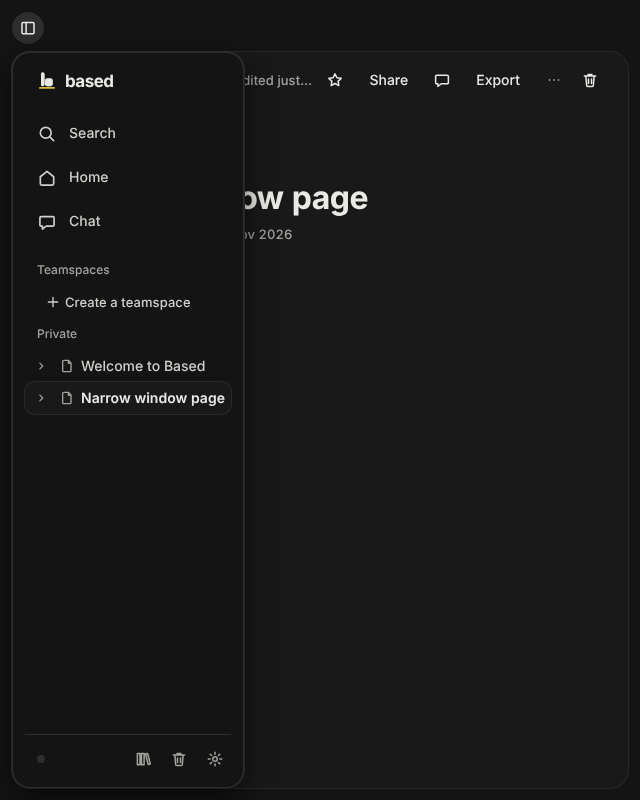 based
dited just...
Share
Export
Search
Home
Chat
ow page
ov 2026
Teamspaces
Create a teamspace
Private
Welcome to Based
Narrow window page